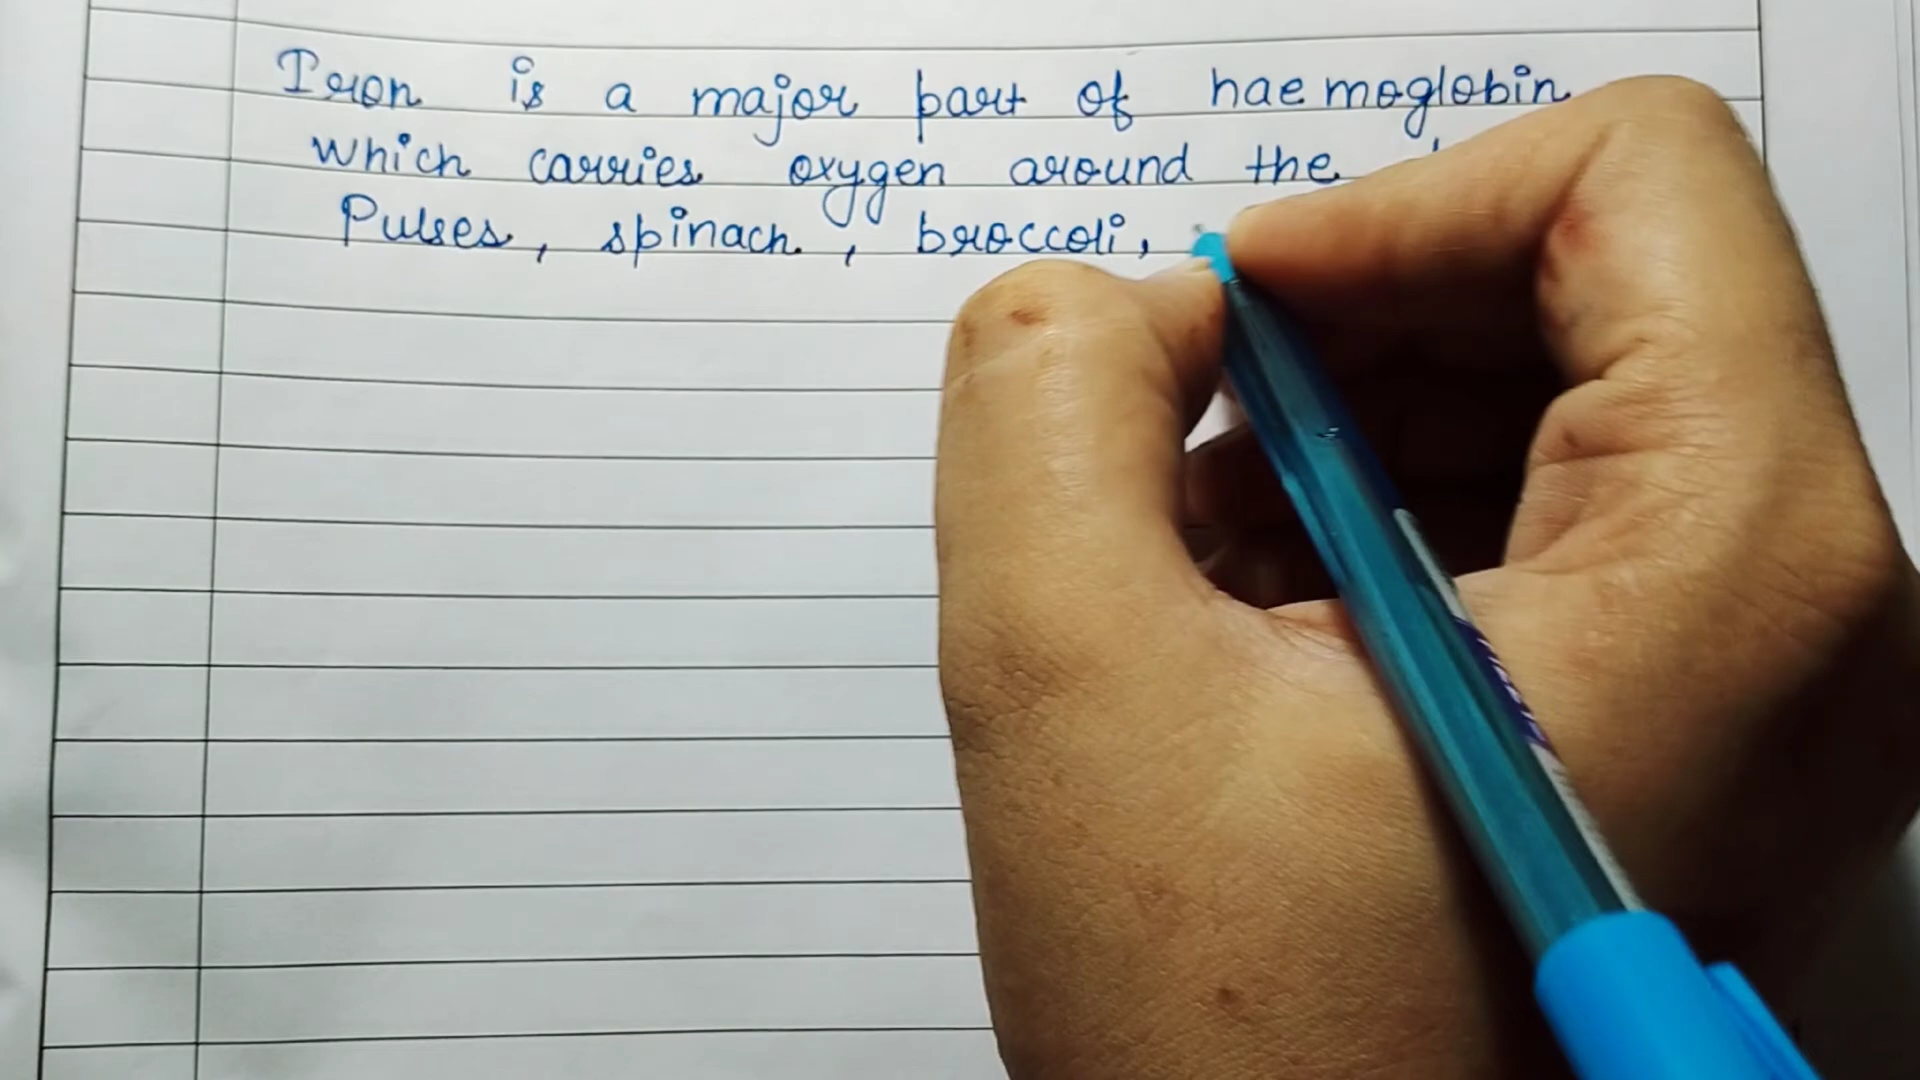 Iron is a major part of haemoglobin
which carries oxygen around the
Pulses, spinach, broccoli,